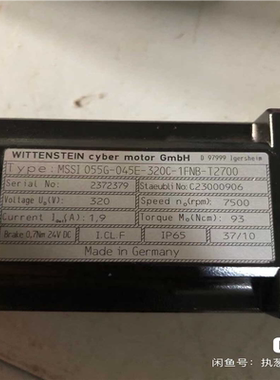 WITTENSTEIN cyber motor GmbH D 97999 Igersheim
Type: MSSI 055G-045E-320C-1FNB-T2700
Serial No: 2372379 Staeubli No: C23000906
Voltage U (V): 320 Speed n (rpm): 7500
Current I (A): 1.9 Torque M (Ncm): 93
Brake: 0,7Nm 24V DC I.CL F IP65 37/10
Made in Germany
闲鱼号:执葱